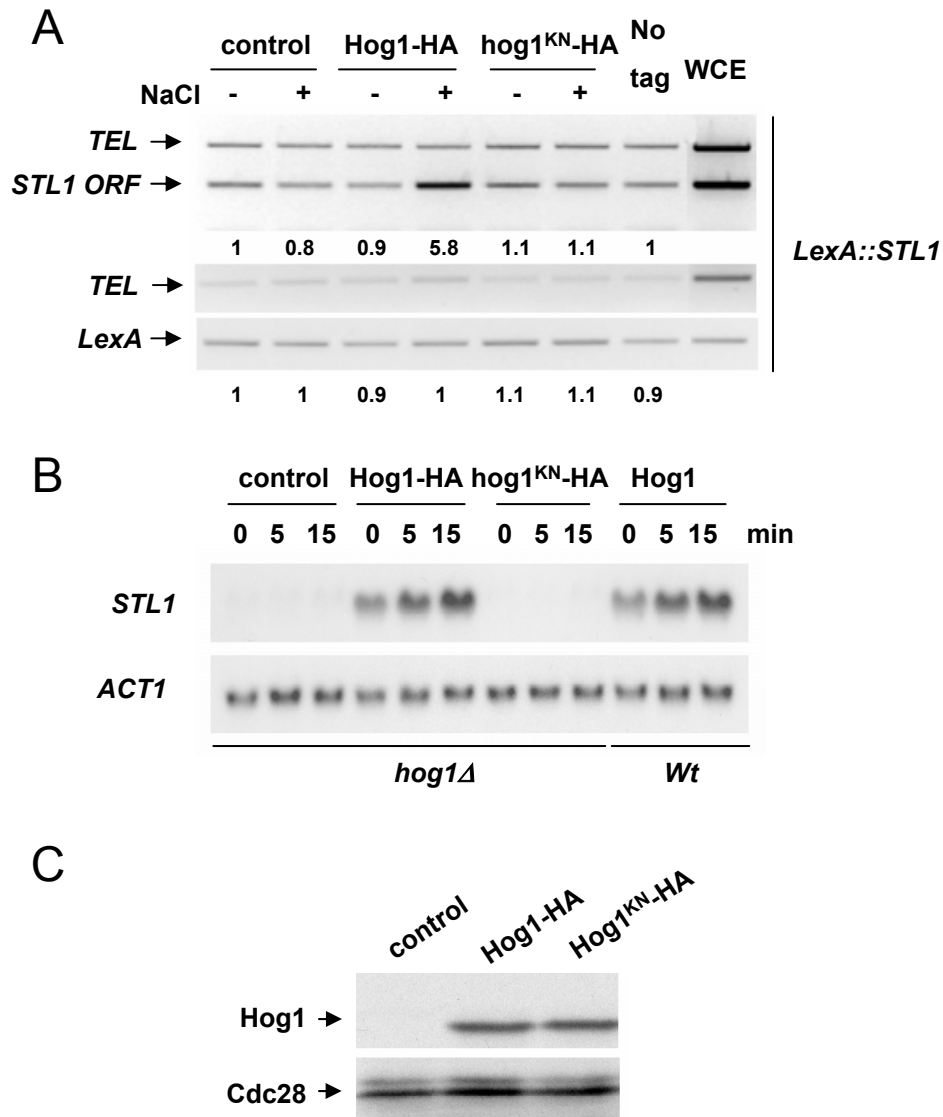 A
control Hog1-HA hog1ᴷᴺ-HA No tag WCE
NaCl - + - + - +
TEL
STL1 ORF
1 0.8 0.9 5.8 1.1 1.1 1
LexA::STL1
TEL
LexA
1 1 0.9 1 1.1 1.1 0.9
B
control Hog1-HA hog1ᴷᴺ-HA Hog1
0 5 15 0 5 15 0 5 15 0 5 15 min
STL1
ACT1
hog1Δ Wt
C
control Hog1-HA Hog1ᴷᴺ-HA
Hog1
Cdc28